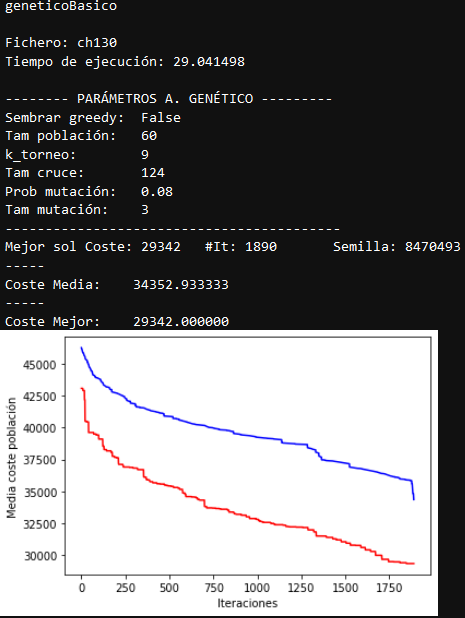 geneticoBasico
Fichero: ch130
Tiempo de ejecución: 29.041498
-------- PARÁMETROS A. GENÉTICO ---------
Sembrar greedy: False
Tam población: 60
k_torneo: 9
Tam cruce: 124
Prob mutación: 0.08
Tam mutación: 3
------------------------------------------
Mejor sol Coste: 29342 #It: 1890 Semilla: 8470493
-----
Coste Media: 34352.933333
-----
Coste Mejor: 29342.000000
Media coste población
45000
42500
40000
37500
35000
32500
30000
0 250 500 750 1000 1250 1500 1750
Iteraciones